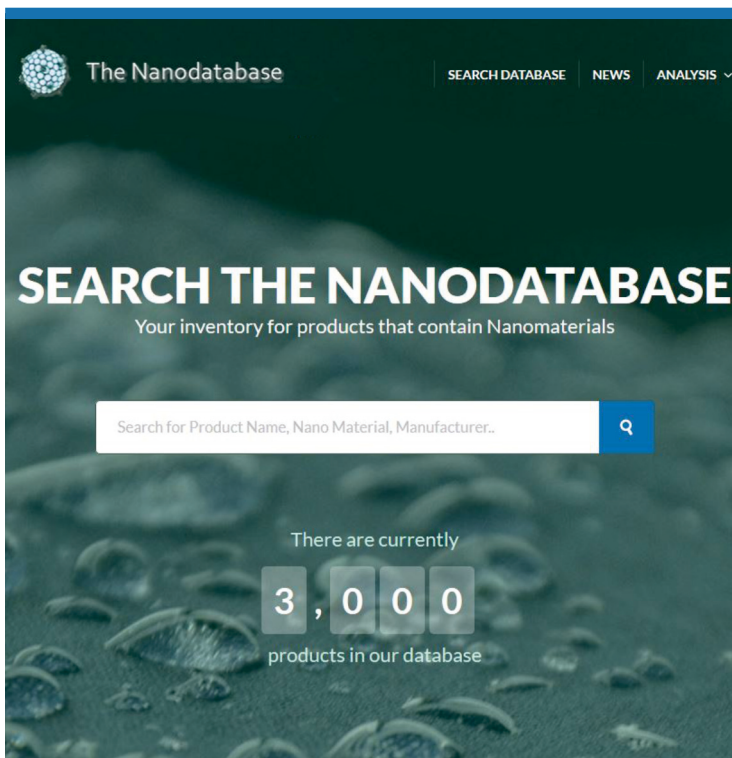 The Nanodatabase
SEARCH DATABASE NEWS ANALYSIS
SEARCH THE NANODATABASE
Your inventory for products that contain Nanomaterials
Search for Product Name, Nano Material, Manufacturer..
There are currently
3,000
products in our database